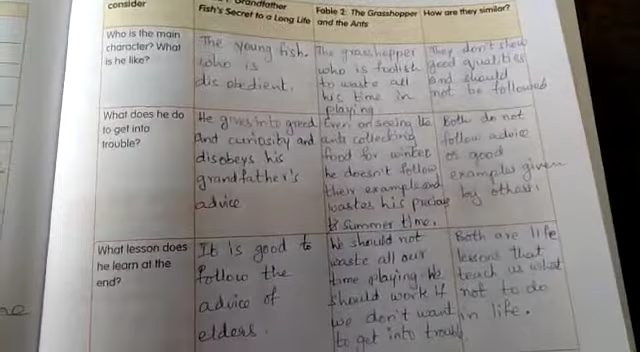 consider
Grandfather
Fish's Secret to a Long Life
Fable 2: The Grasshopper
and the Ants
How are they similar?
Who is the main
character? What
is he like?
The young fish.
who is
disobedient.
The grasshopper
who is foolish
to waste all
his time in
playing
They don't show
good qualities
and should
not be followed
What does he do
to get into
trouble?
He gives into greed
and curiosity and
disobeys his
grandfather's
advice
Even on seeing the
ants collecting
food for winter
he doesn't follow
their example and
wastes his precious
Summer time.
Both do not
follow advice
or good
examples given
by others.
What lesson does
he learn at the
end?
It is good to
follow the
advice of
elders.
We should not
waste all our
time playing. We
should work if
we don't want
to get into trouble
Both are life
lessons that
teach us what
not to do
in life.